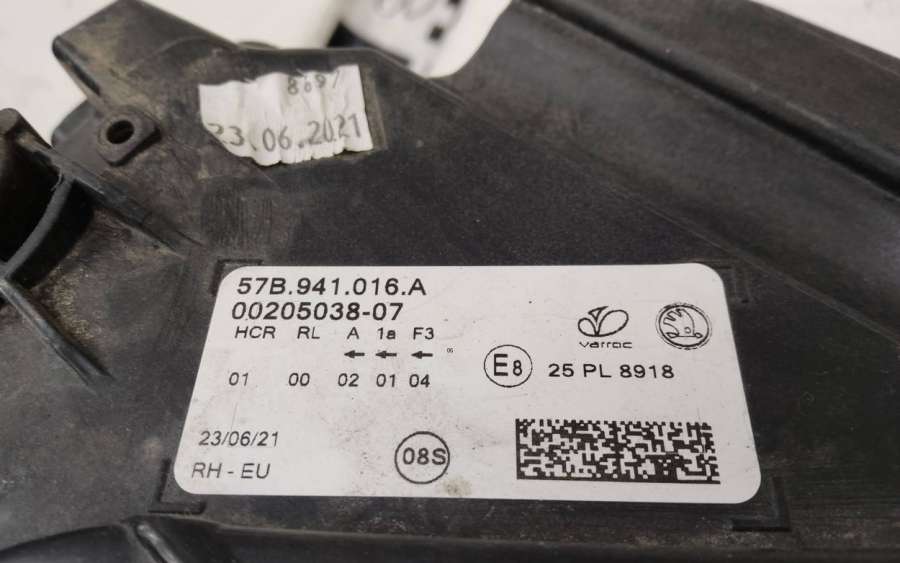 23.06.2021
57B.941.016.A
00205038-07
HCR RL A 1a F3
01 00 02 01 04
varroc
E8 25 PL 8918
23/06/21
08S
RH - EU